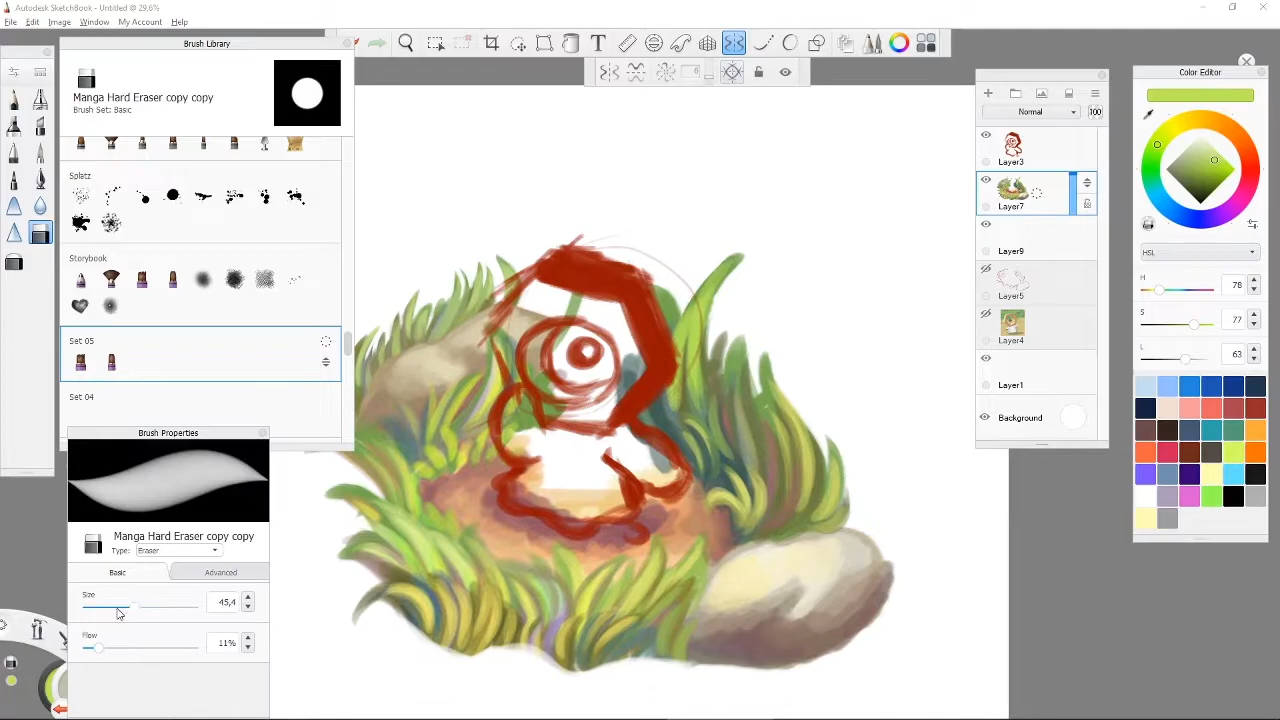 Autodesk SketchBook - Untitled @ 29,6%
File Edit Image Window My Account Help
Brush Library
Manga Hard Eraser copy copy
Brush Set: Basic
Splatz
Storybook
Set 05
Set 04
Brush Properties
Manga Hard Eraser copy copy
Type: Eraser
Basic Advanced
Size
45,4
Flow
11%
T
6
Normal 100
Layer3
Layer7
Layer9
Layer5
Layer4
Layer1
Background
Color Editor
HSL
H 78
S 77
L 63